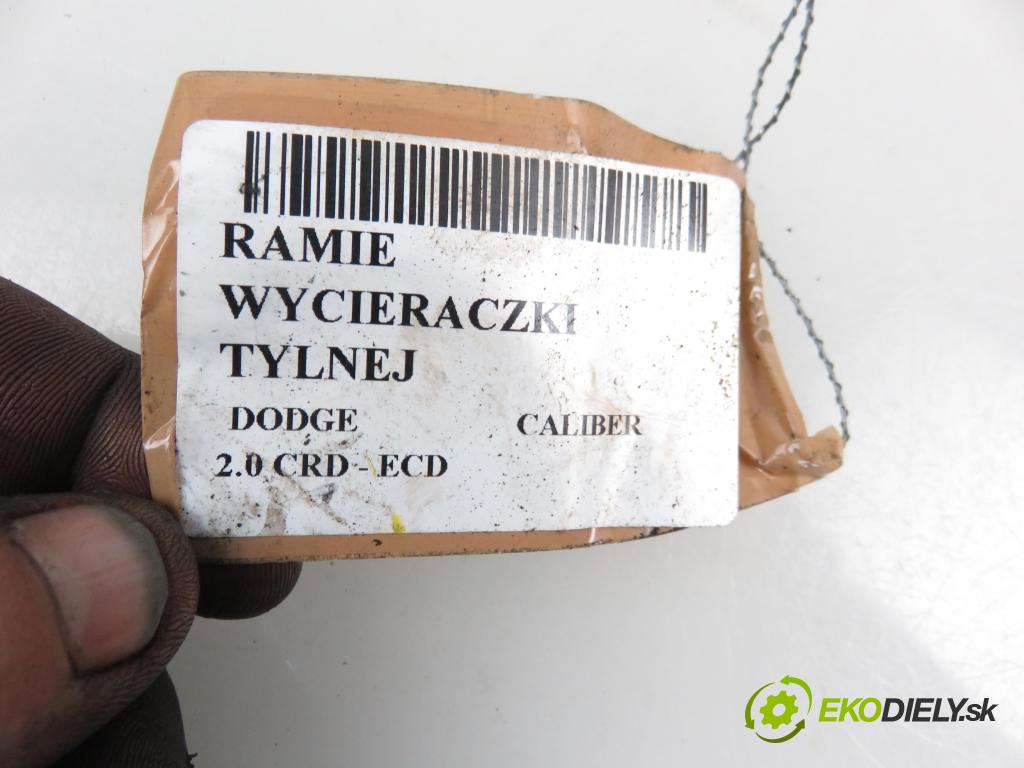 RAMIE
WYCIERACZKI
TYLNEJ
DODGE CALIBER
2.0 CRD - ECD
EKODIELY.sk